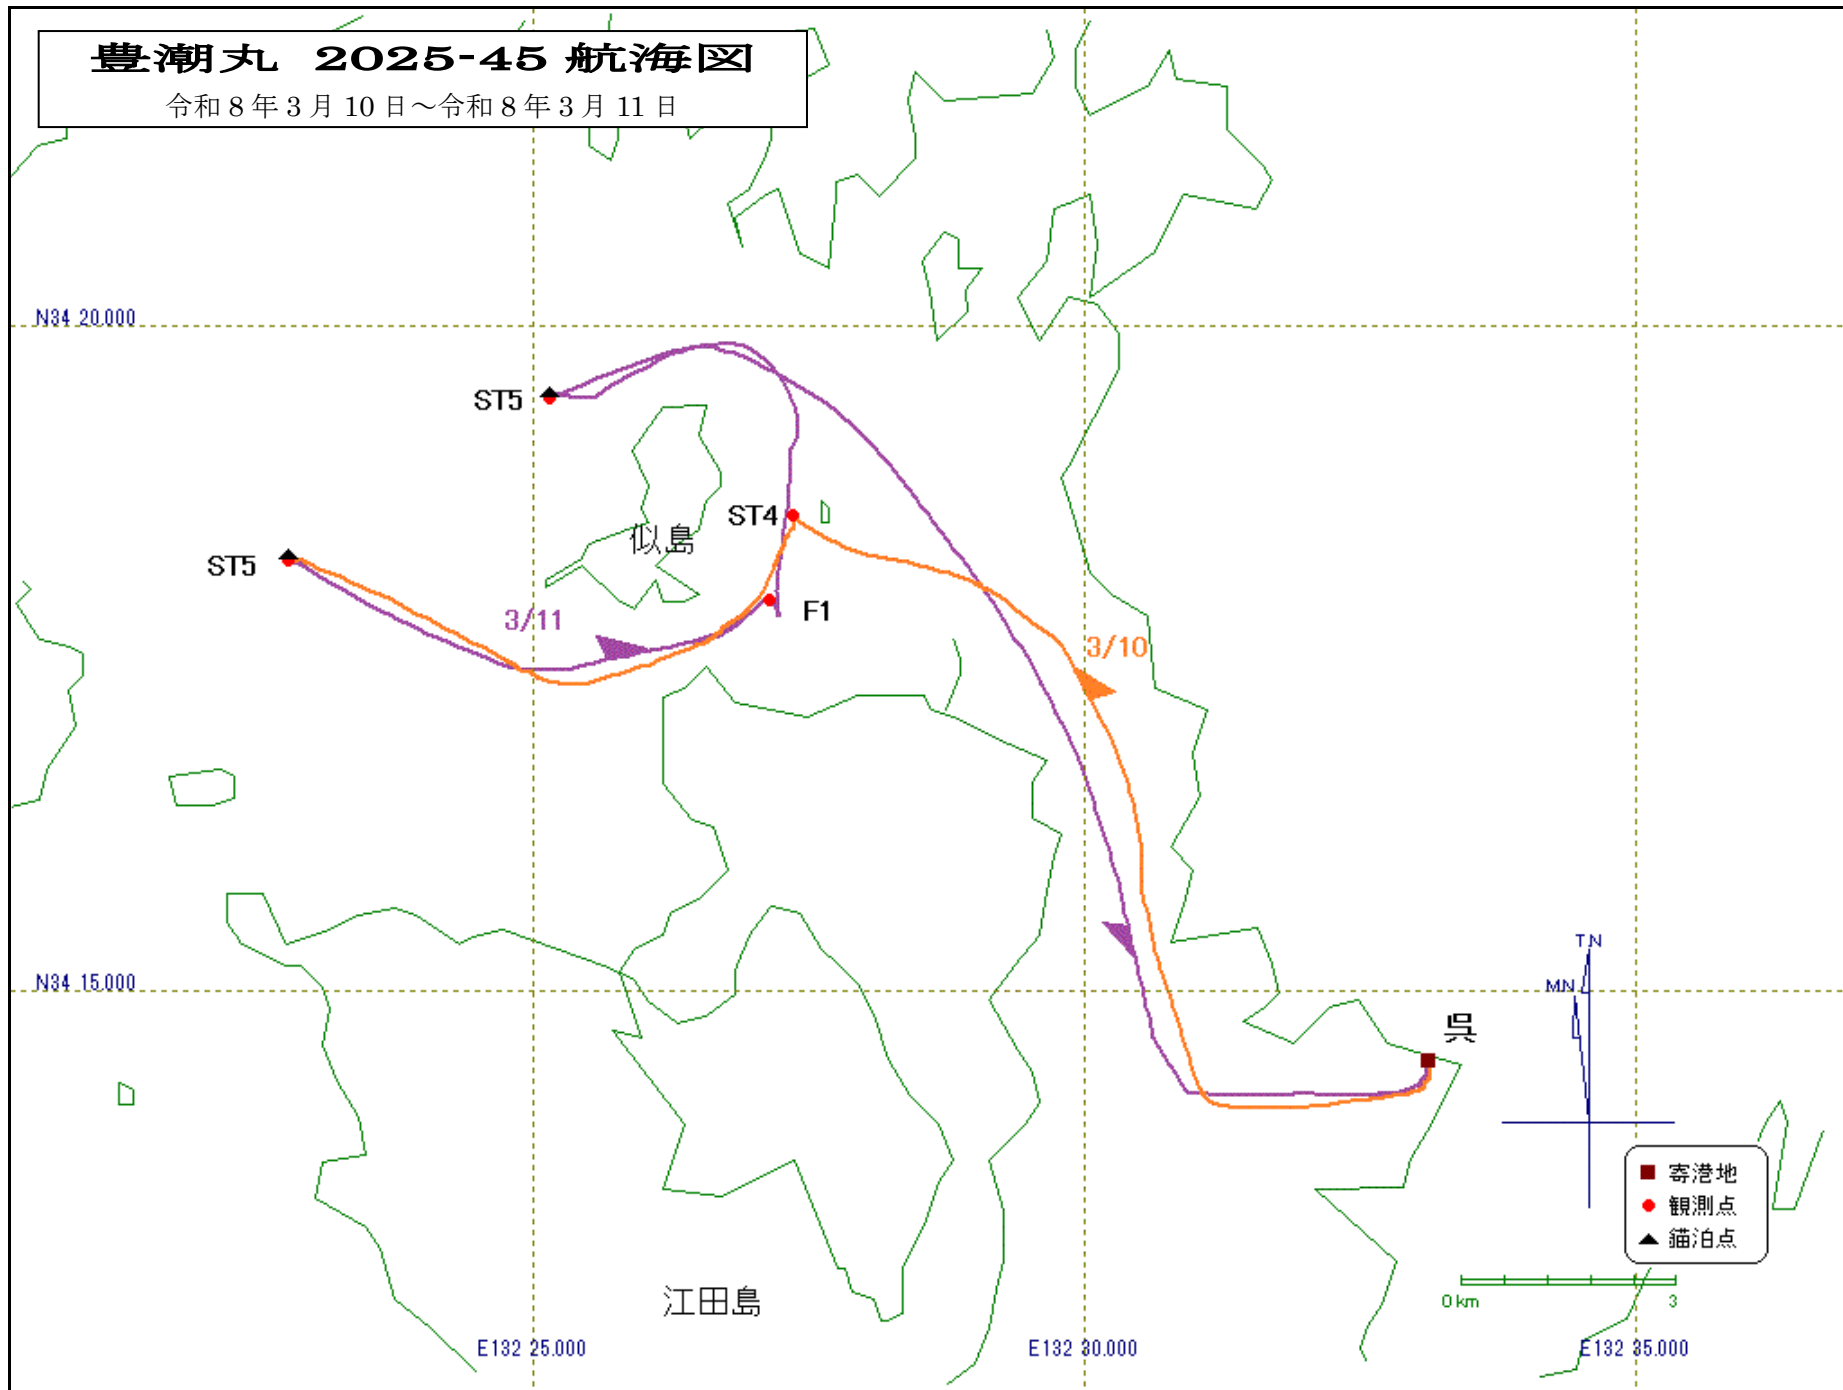 豊潮丸 2025-45 航海図
令和8年3月10日~令和8年3月11日
N34 20.000
ST5
ST4
似島
ST5
F1
3/11
3/10
TN
N34 15.000
MN
呉
寄港地
観測点
錨泊点
江田島
0 km
3
E132 25.000
E132 30.000
E132 35.000